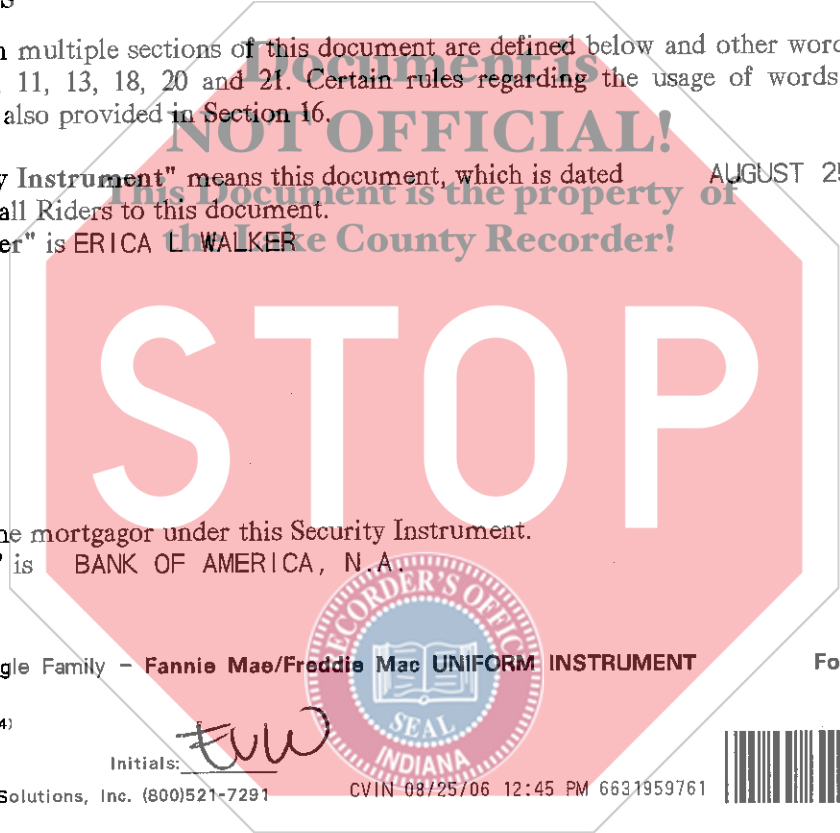 S
n multiple sections of this document are defined below and other word
, 11, 13, 18, 20 and 21. Certain rules regarding the usage of words
also provided in Section 16.
Document is
NOT OFFICIAL!
This Document is the property of
the Lake County Recorder!
y Instrument" means this document, which is dated AUGUST 25
all Riders to this document.
er" is ERICA L WALKER
STOP
he mortgagor under this Security Instrument.
" is BANK OF AMERICA, N.A.
RECORDER'S OFFICE
SEAL
INDIANA
gle Family - Fannie Mae/Freddie Mac UNIFORM INSTRUMENT Fo
4)
Initials: ELW
Solutions, Inc. (800)521-7291 CVIN 08/25/06 12:45 PM 6631959761